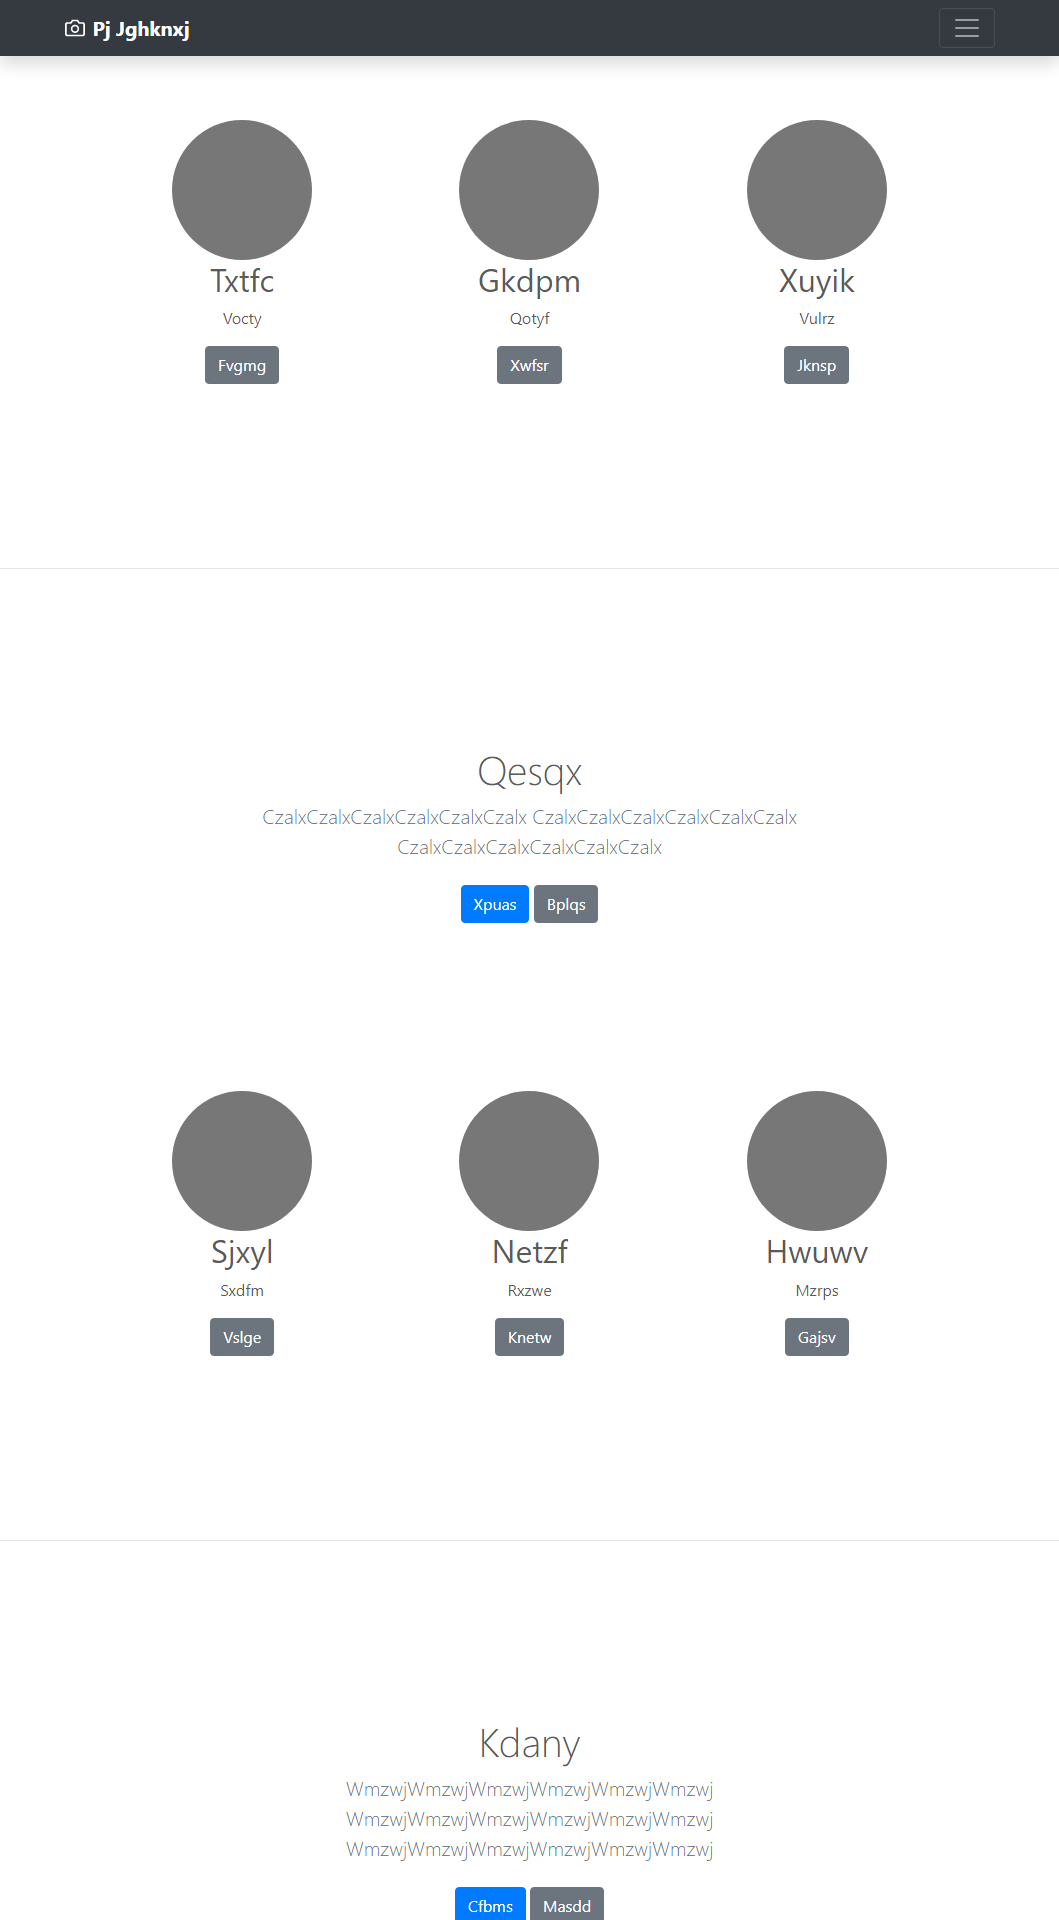 Pj Jghknxj
Txtfc
Gkdpm
Xuyik
Vocty
Qotyf
Vulrz
Fvgmg
Xwfsr
Jknsp
Qesqx
CzalxCzalxCzalxCzalxCzalxCzalx CzalxCzalxCzalxCzalxCzalxCzalx
CzalxCzalxCzalxCzalxCzalxCzalx
Xpuas Bplqs
Sjxyl
Netzf
Hwuwv
Sxdfm
Rxzwe
Mzrps
Vslge
Knetw
Gajsv
Kdany
WmzwjWmzwjWmzwjWmzwjWmzwjWmzwj
WmzwjWmzwjWmzwjWmzwjWmzwjWmzwj
WmzwjWmzwjWmzwjWmzwjWmzwjWmzwj
Cfbms Masdd